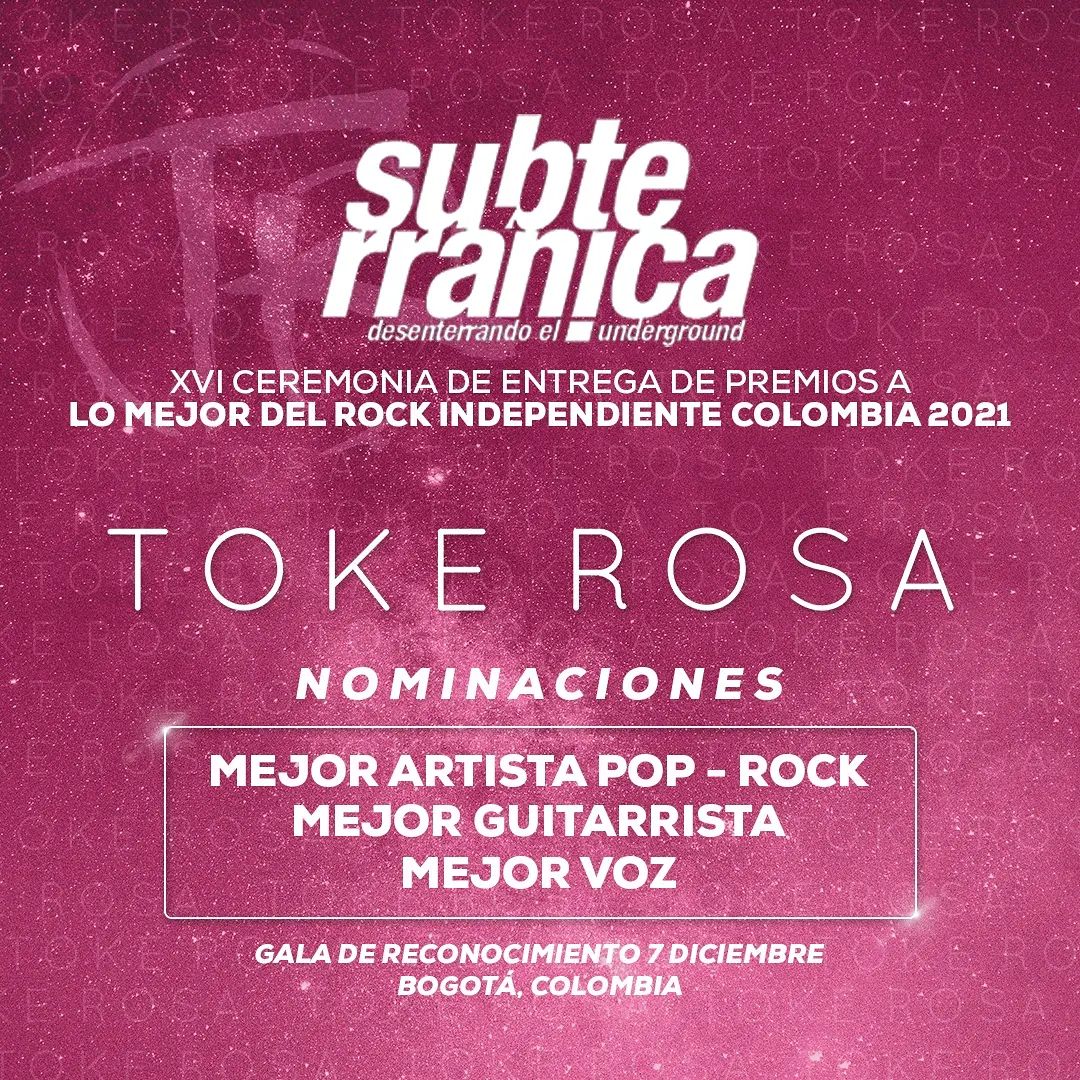 subte
rránica
desenterrando el underground
XVI CEREMONIA DE ENTREGA DE PREMIOS A
LO MEJOR DEL ROCK INDEPENDIENTE COLOMBIA 2021
TOKE ROSA
NOMINACIONES
MEJOR ARTISTA POP - ROCK
MEJOR GUITARRISTA
MEJOR VOZ
GALA DE RECONOCIMIENTO 7 DICIEMBRE
BOGOTÁ, COLOMBIA